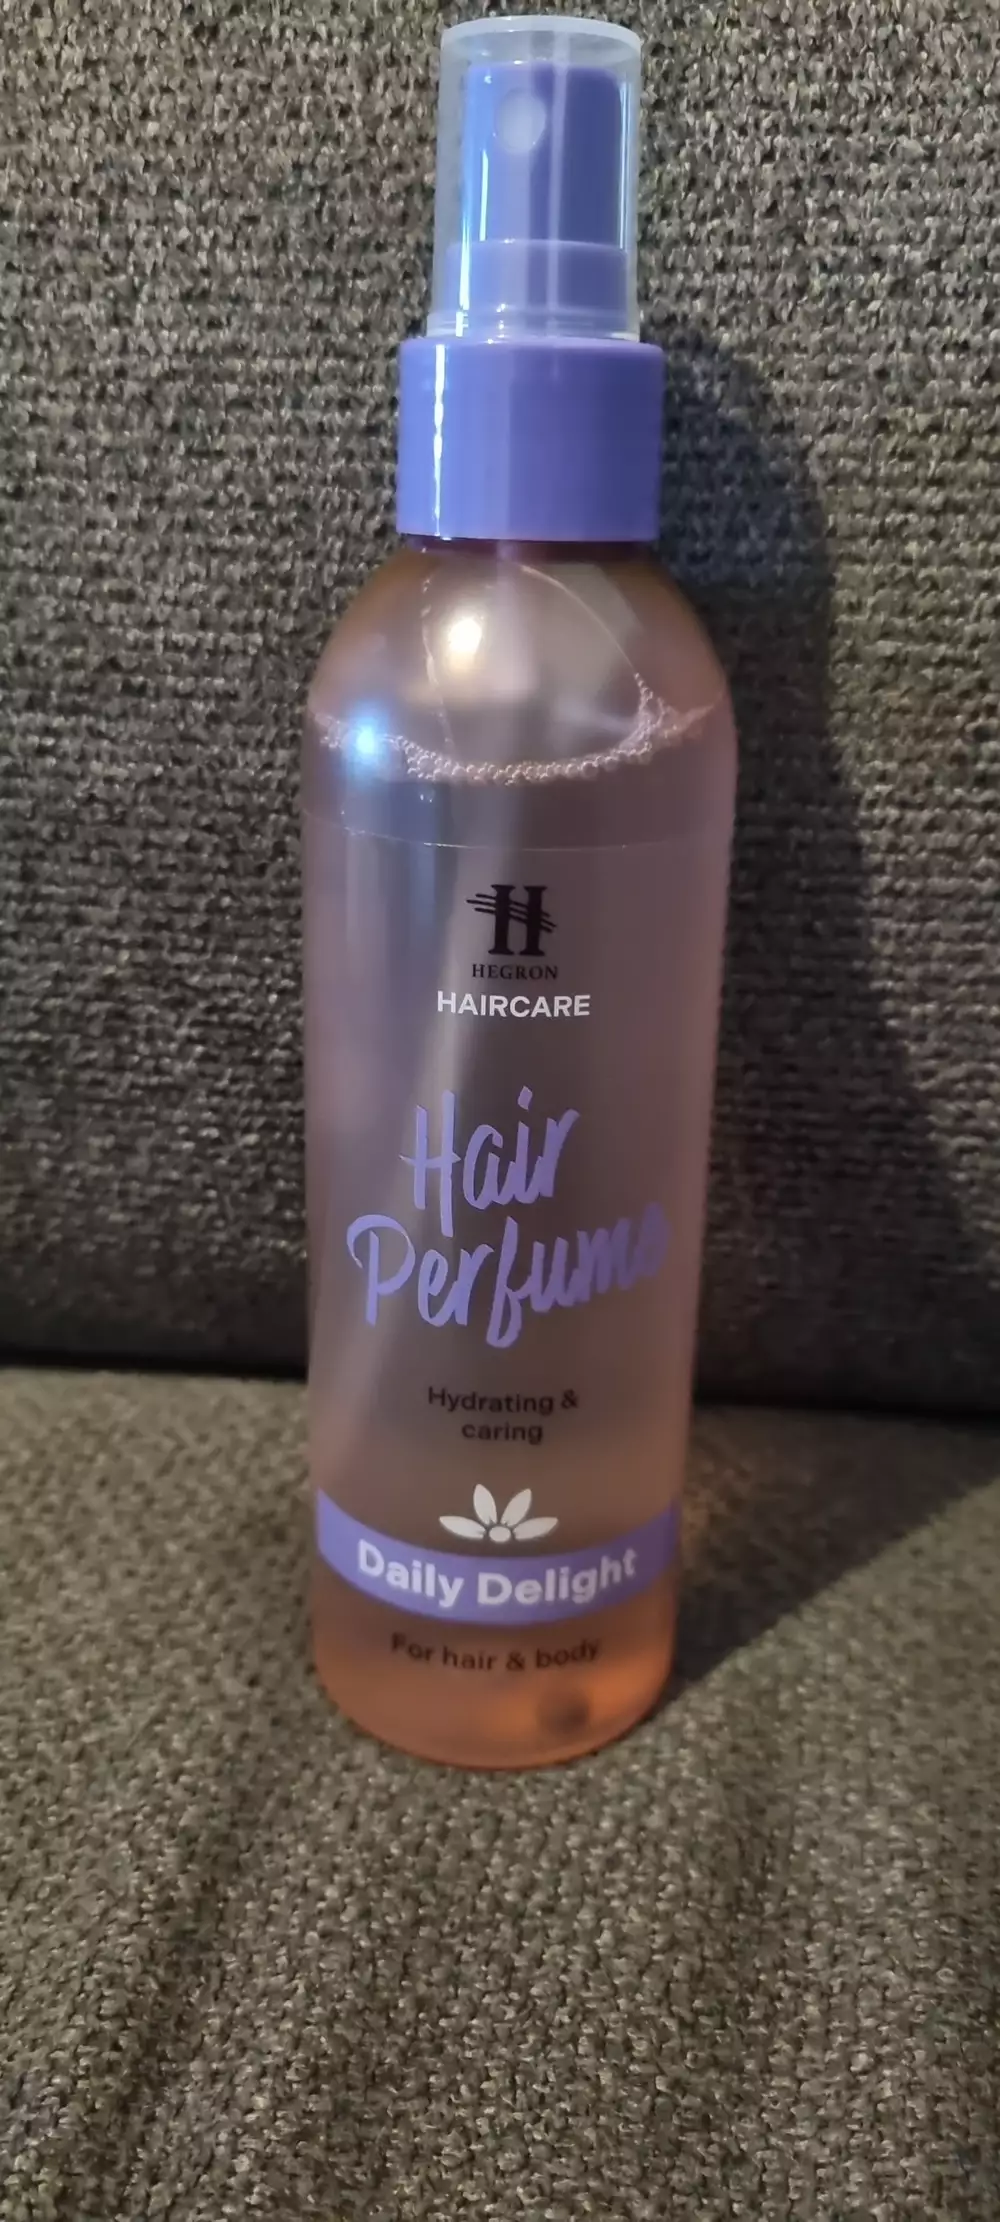 H
HEGRON
HAIRCARE
Hair
Perfume
Hydrating &
caring
Daily Delight
For hair & body